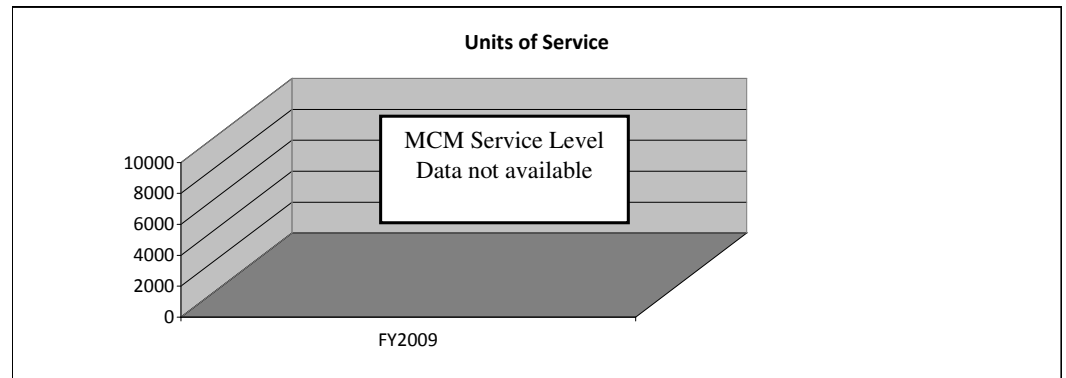 Units of Service
MCM Service Level
Data not available
10000
8000
6000
4000
2000
0
FY2009